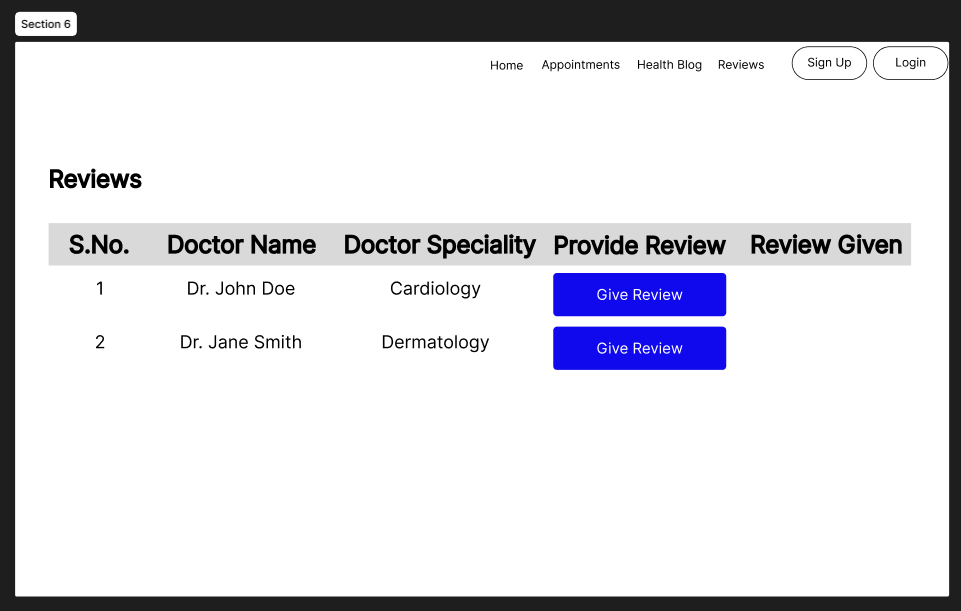 Section 6
Home Appointments Health Blog Reviews Sign Up Login
Reviews
S.No. Doctor Name Doctor Speciality Provide Review Review Given
1 Dr. John Doe Cardiology Give Review
2 Dr. Jane Smith Dermatology Give Review